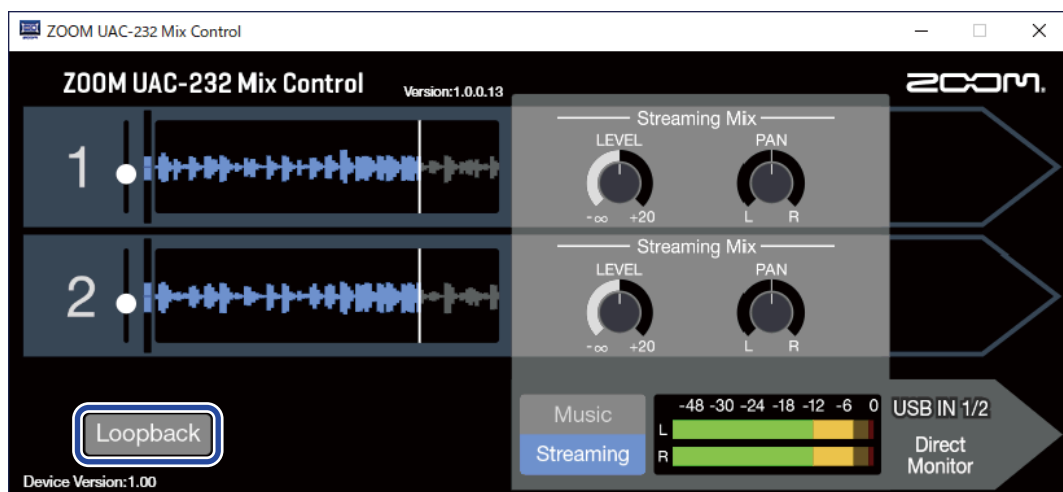 ZOOM UAC-232 Mix Control
ZOOM UAC-232 Mix Control
Version:1.0.0.13
ZOOM
1
Streaming Mix
LEVEL PAN
-∞ +20 L R
2
Streaming Mix
LEVEL PAN
-∞ +20 L R
Loopback
Music
Streaming
-48 -30 -24 -18 -12 -6 0
L
R
USB IN 1/2
Direct
Monitor
Device Version:1.00